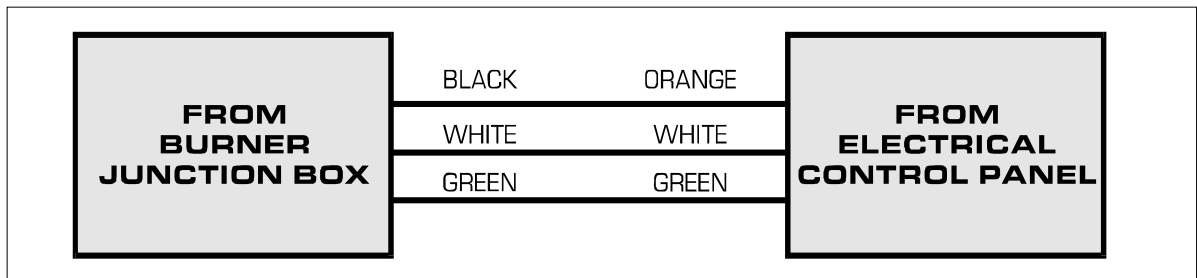 FROM
BURNER
JUNCTION BOX
BLACK ORANGE
WHITE WHITE
GREEN GREEN
FROM
ELECTRICAL
CONTROL PANEL